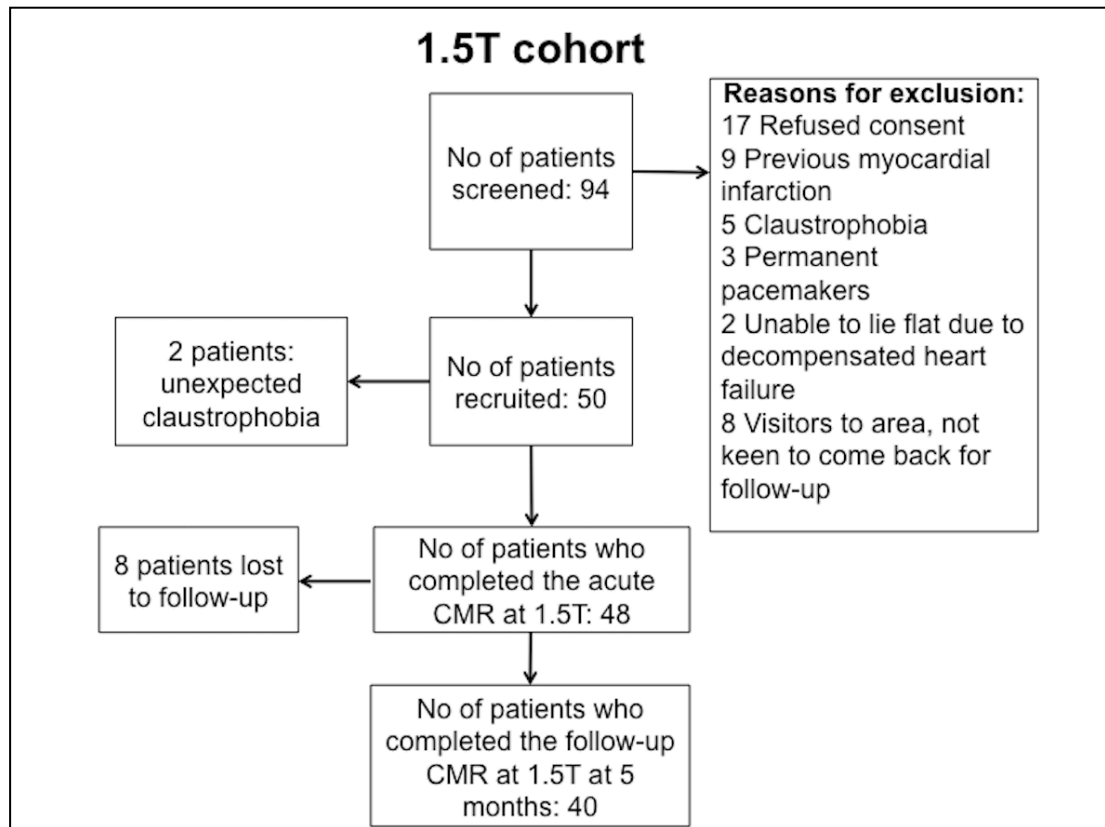 1.5T cohort
No of patients
screened: 94
Reasons for exclusion:
17 Refused consent
9 Previous myocardial
infarction
5 Claustrophobia
3 Permanent
pacemakers
2 Unable to lie flat due to
decompensated heart
failure
8 Visitors to area, not
keen to come back for
follow-up
2 patients:
unexpected
claustrophobia
No of patients
recruited: 50
8 patients lost
to follow-up
No of patients who
completed the acute
CMR at 1.5T: 48
No of patients who
completed the follow-up
CMR at 1.5T at 5
months: 40